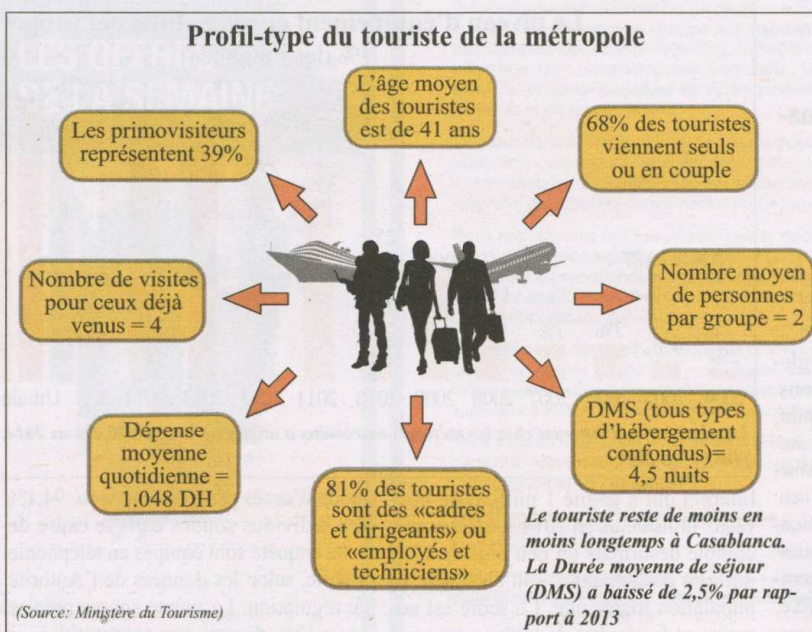 Profil-type du touriste de la métropole
L'âge moyen
des touristes
est de 41 ans
Les primovisiteurs
représentent 39%
68% des touristes
viennent seuls
ou en couple
Nombre de visites
pour ceux déjà
venus = 4
Nombre moyen
de personnes
par groupe = 2
Dépense
moyenne
quotidienne =
1.048 DH
81% des touristes
sont des «cadres
et dirigeants» ou
«employés et
techniciens»
DMS (tous types
d'hébergement
confondus)=
4,5 nuits
Le touriste reste de moins en
moins longtemps à Casablanca.
La Durée moyenne de séjour
(DMS) a baissé de 2,5% par rap-
port à 2013
(Source: Ministère du Tourisme)